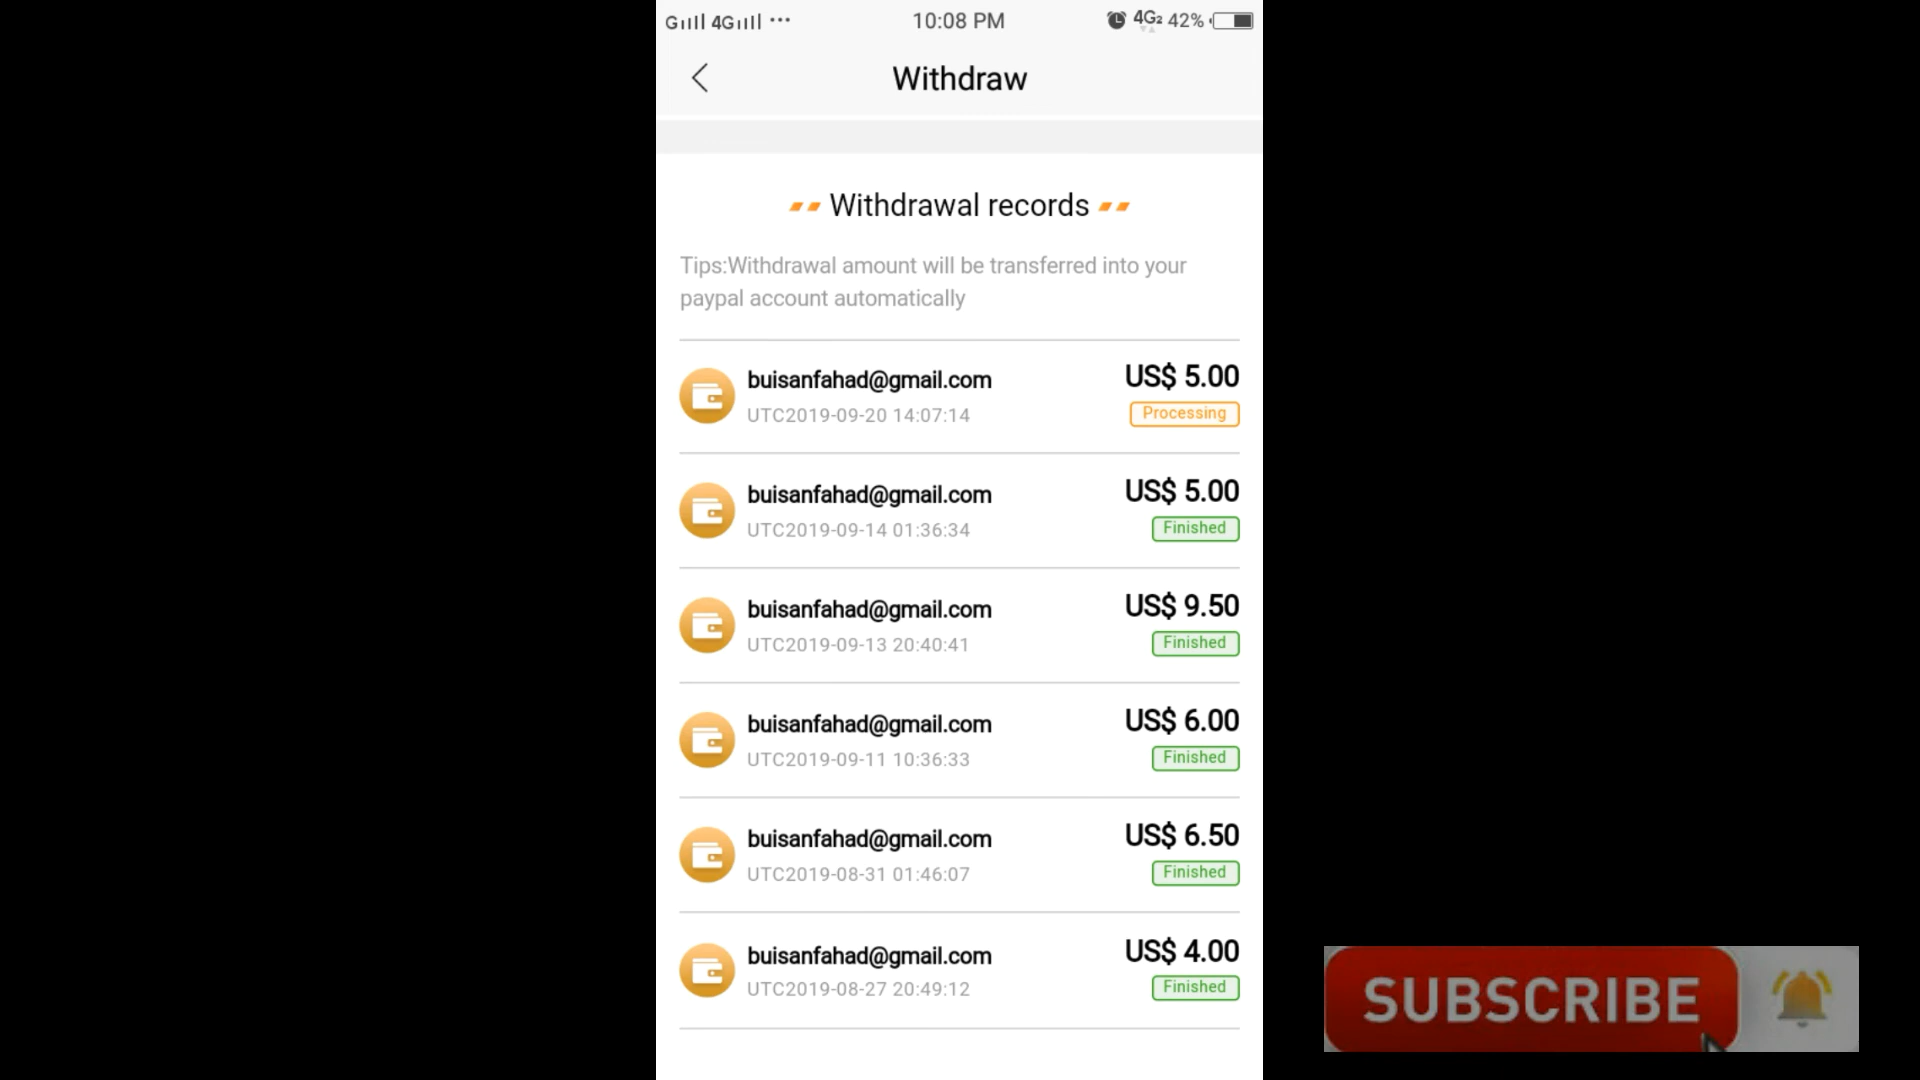 G 4G ... 10:08 PM 4G2 42%
Withdraw
Withdrawal records
Tips:Withdrawal amount will be transferred into your
paypal account automatically
buisanfahad@gmail.com US$ 5.00
UTC2019-09-20 14:07:14 Processing
buisanfahad@gmail.com US$ 5.00
UTC2019-09-14 01:36:34 Finished
buisanfahad@gmail.com US$ 9.50
UTC2019-09-13 20:40:41 Finished
buisanfahad@gmail.com US$ 6.00
UTC2019-09-11 10:36:33 Finished
buisanfahad@gmail.com US$ 6.50
UTC2019-08-31 01:46:07 Finished
buisanfahad@gmail.com US$ 4.00
UTC2019-08-27 20:49:12 Finished
SUBSCRIBE